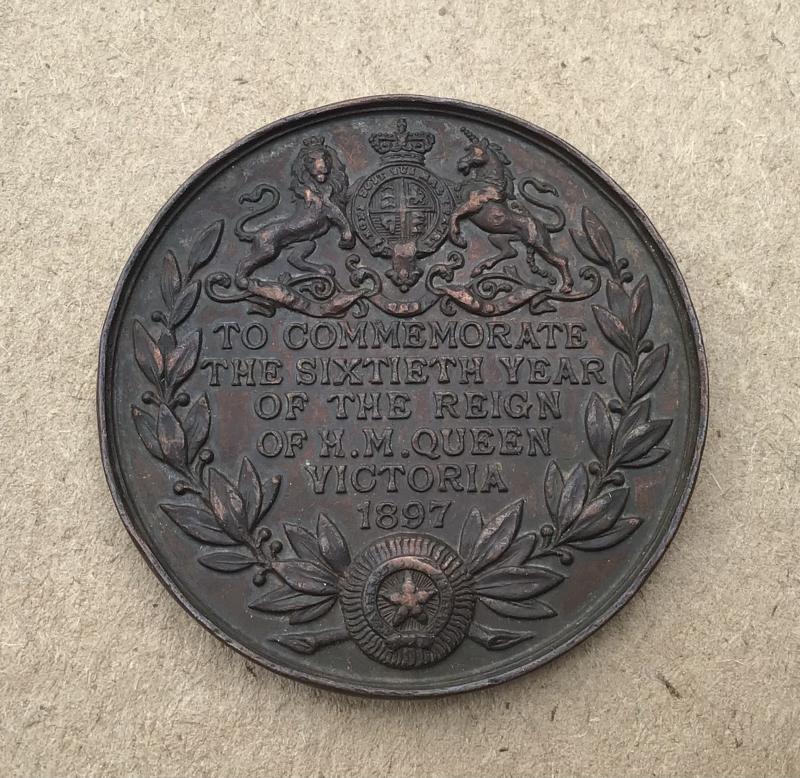 TO COMMEMORATE
THE SIXTIETH YEAR
OF THE REIGN
OF H.M.QUEEN
VICTORIA
1897